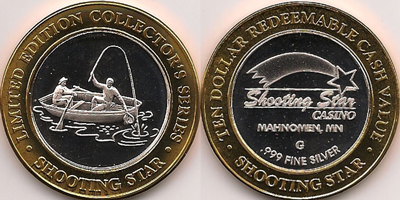 LIMITED EDITION COLLECTOR'S SERIES
• SHOOTING STAR •
TEN DOLLAR REDEEMABLE CASH VALUE
Shooting Star
CASINO
MAHNOMEN, MN
G
.999 FINE SILVER
• SHOOTING STAR •